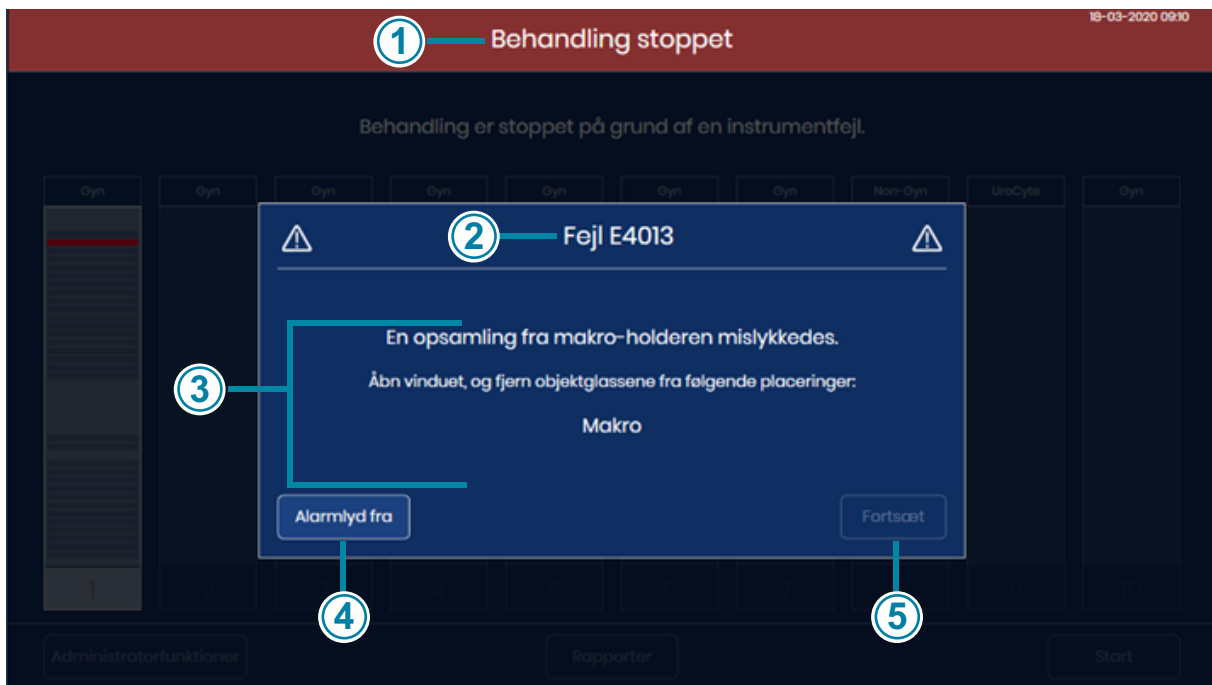 18-03-2020 09:10
1 Behandling stoppet
Behandling er stoppet på grund af en instrumentfejl.
Gyn Gyn Gyn Gyn Gyn Gyn Gyn Non-Gyn UroCyte Gyn
2 Fejl E4013
En opsamling fra makro-holderen mislykkedes.
3 Åbn vinduet, og fjern objektglassene fra følgende placeringer:
Makro
Alarmlyd fra Fortsæt
1 2 3 4 5 6 7 9 10
4 5
Administratorfunktioner Rapporter Start